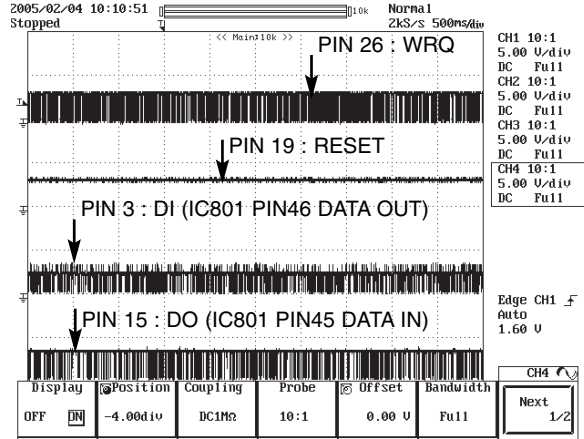 2005/02/04 10:10:51
10k
Normal
Stopped
2kS/s 500ms/div
<< Main:10k >>
PIN 26 : WRQ
CH1 10:1
5.00 V/div
DC Full
CH2 10:1
5.00 V/div
DC Full
CH3 10:1
5.00 V/div
DC Full
CH4 10:1
5.00 V/div
DC Full
PIN 19 : RESET
PIN 3 : DI (IC801 PIN46 DATA OUT)
PIN 15 : DO (IC801 PIN45 DATA IN)
Edge CH1
Auto
1.60 V
CH4
Display
OFF ON
Position
-4.00div
Coupling
DC1MΩ
Probe
10:1
Offset
0.00 V
Bandwidth
Full
Next
1/2